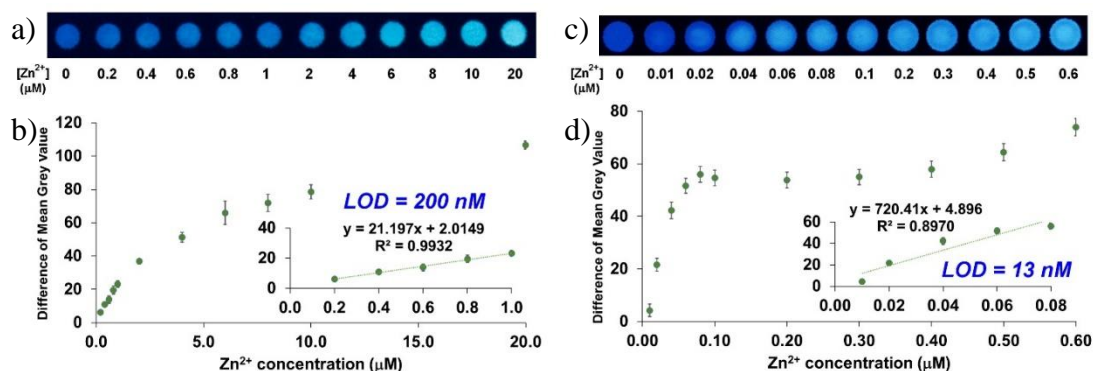 a)
[Zn²⁺] 0 0.2 0.4 0.6 0.8 1 2 4 6 8 10 20
(μM)
b)
Difference of Mean Grey Value
120
100
80
60
40
20
0
0.0 5.0 10.0 15.0 20.0
Zn²⁺ concentration (μM)
LOD = 200 nM
y = 21.197x + 2.0149
R² = 0.9932
40
20
0
0.0 0.2 0.4 0.6 0.8 1.0
c)
[Zn²⁺] 0 0.01 0.02 0.04 0.06 0.08 0.1 0.2 0.3 0.4 0.5 0.6
(μM)
d)
Difference of Mean Grey Value
80
60
40
20
0
0.00 0.10 0.20 0.30 0.40 0.50 0.60
Zn²⁺ concentration (μM)
y = 720.41x + 4.896
R² = 0.8970
LOD = 13 nM
60
40
20
0
0.00 0.02 0.04 0.06 0.08